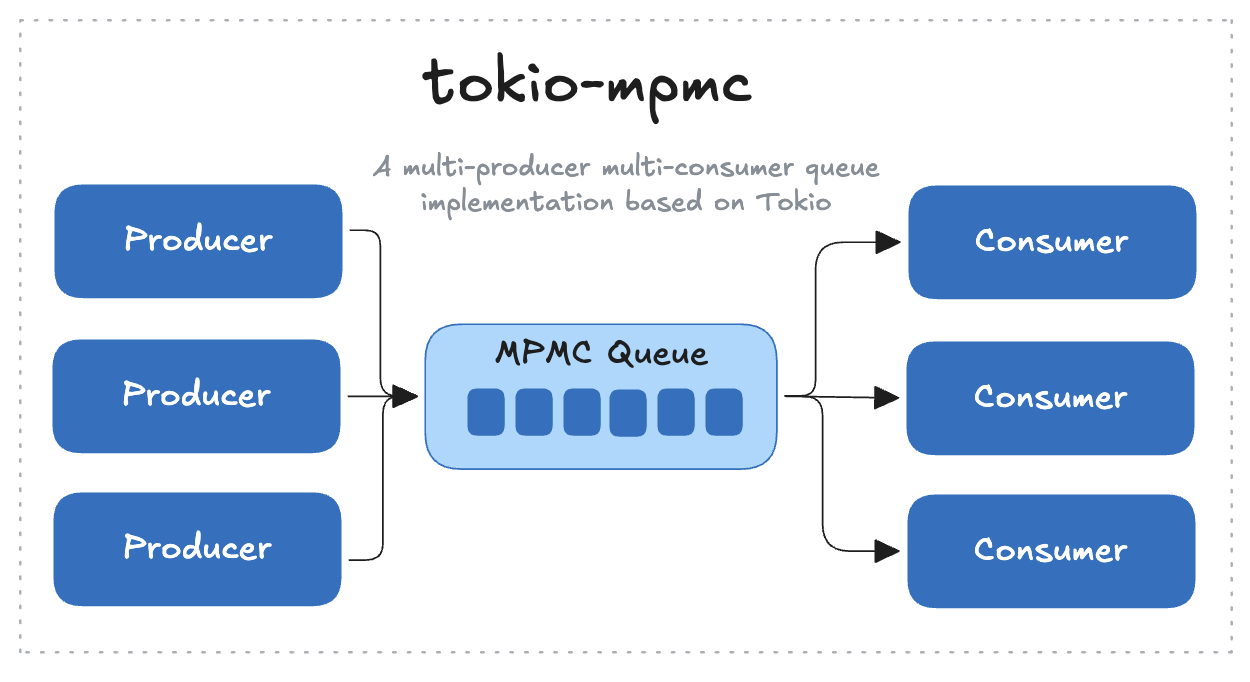 tokio-mpmc
A multi-producer multi-consumer queue
implementation based on Tokio
Producer
Consumer
MPMC Queue
Producer
Consumer
Producer
Consumer